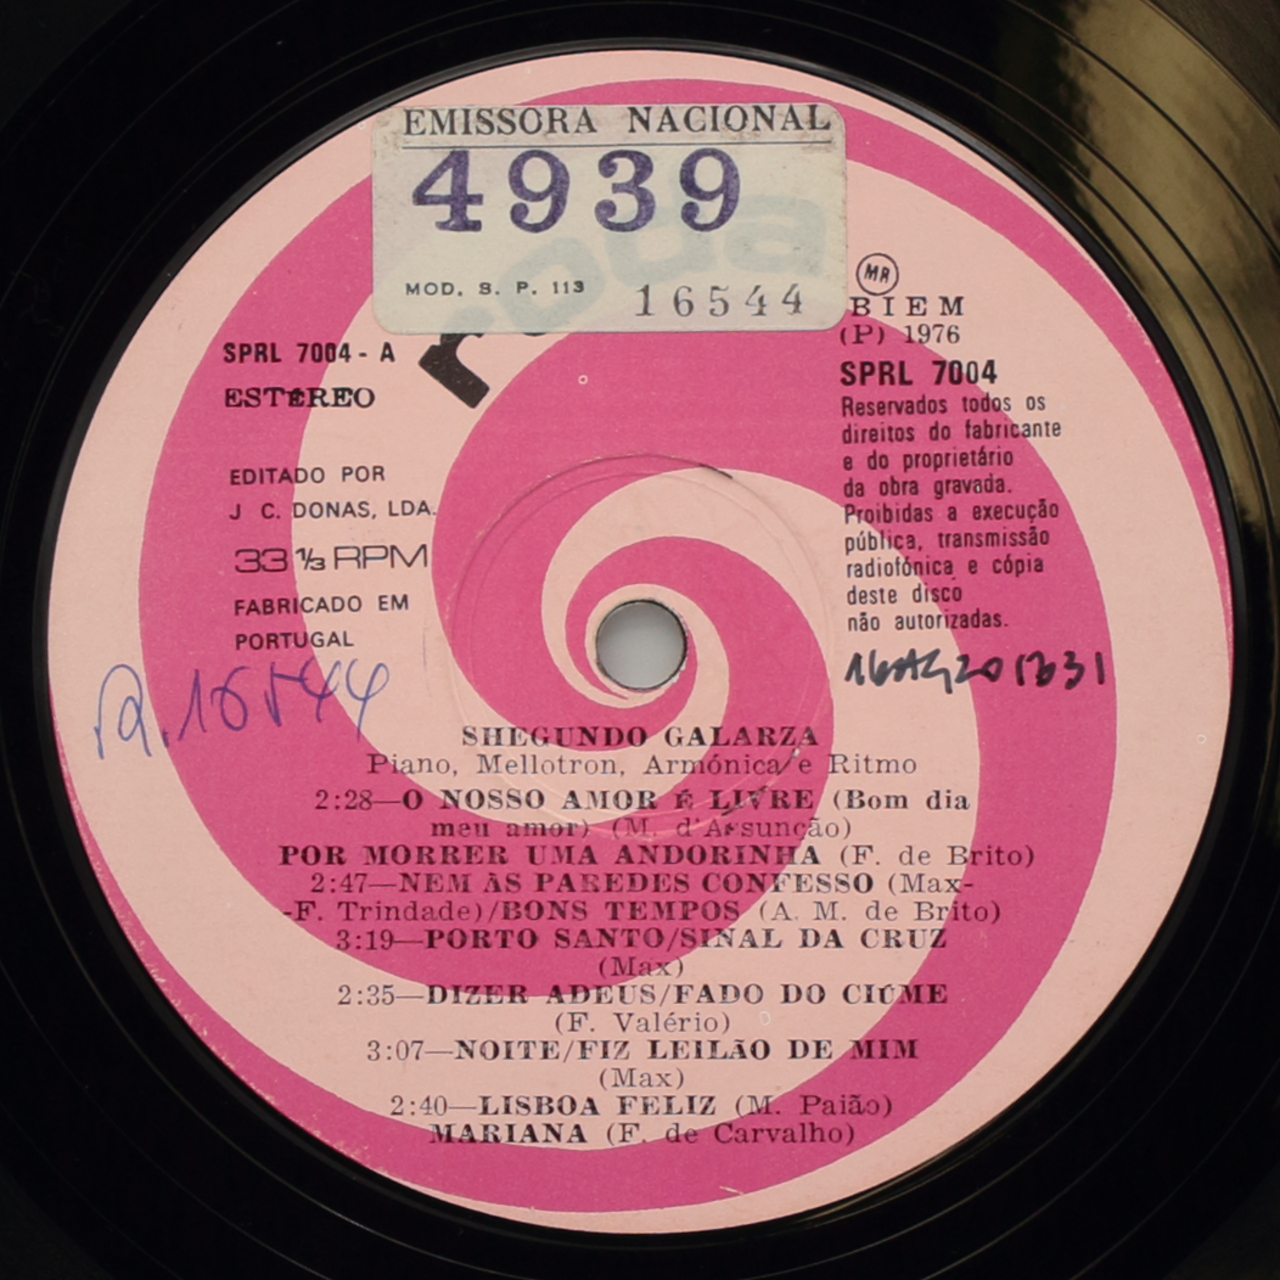 EMISSORA NACIONAL
4939
MOD. S. P. 113 16544
roda
MR
BIEM
(P) 1976
SPRL 7004
Reservados todos os
direitos do fabricante
e do proprietário
da obra gravada.
Proibidas a execução
pública, transmissão
radiofónica e cópia
deste disco
não autorizadas.
SPRL 7004 - A
ESTÉREO
EDITADO POR
J C. DONAS, LDA.
33 ⅓ RPM
FABRICADO EM
PORTUGAL
R.16544
SHEGUNDO GALARZA
Piano, Mellotron, Armónica e Ritmo
2:28—O NOSSO AMOR É LIVRE (Bom dia
meu amor) (M. d'Assunção)
POR MORRER UMA ANDORINHA (F. de Brito)
2:47—NEM ÀS PAREDES CONFESSO (Max-
-F. Trindade)/BONS TEMPOS (A. M. de Brito)
3:19—PORTO SANTO/SINAL DA CRUZ
(Max)
2:35—DIZER ADEUS/FADO DO CIÚME
(F. Valério)
3:07—NOITE/FIZ LEILÃO DE MIM
(Max)
2:40—LISBOA FELIZ (M. Paião)
MARIANA (F. de Carvalho)